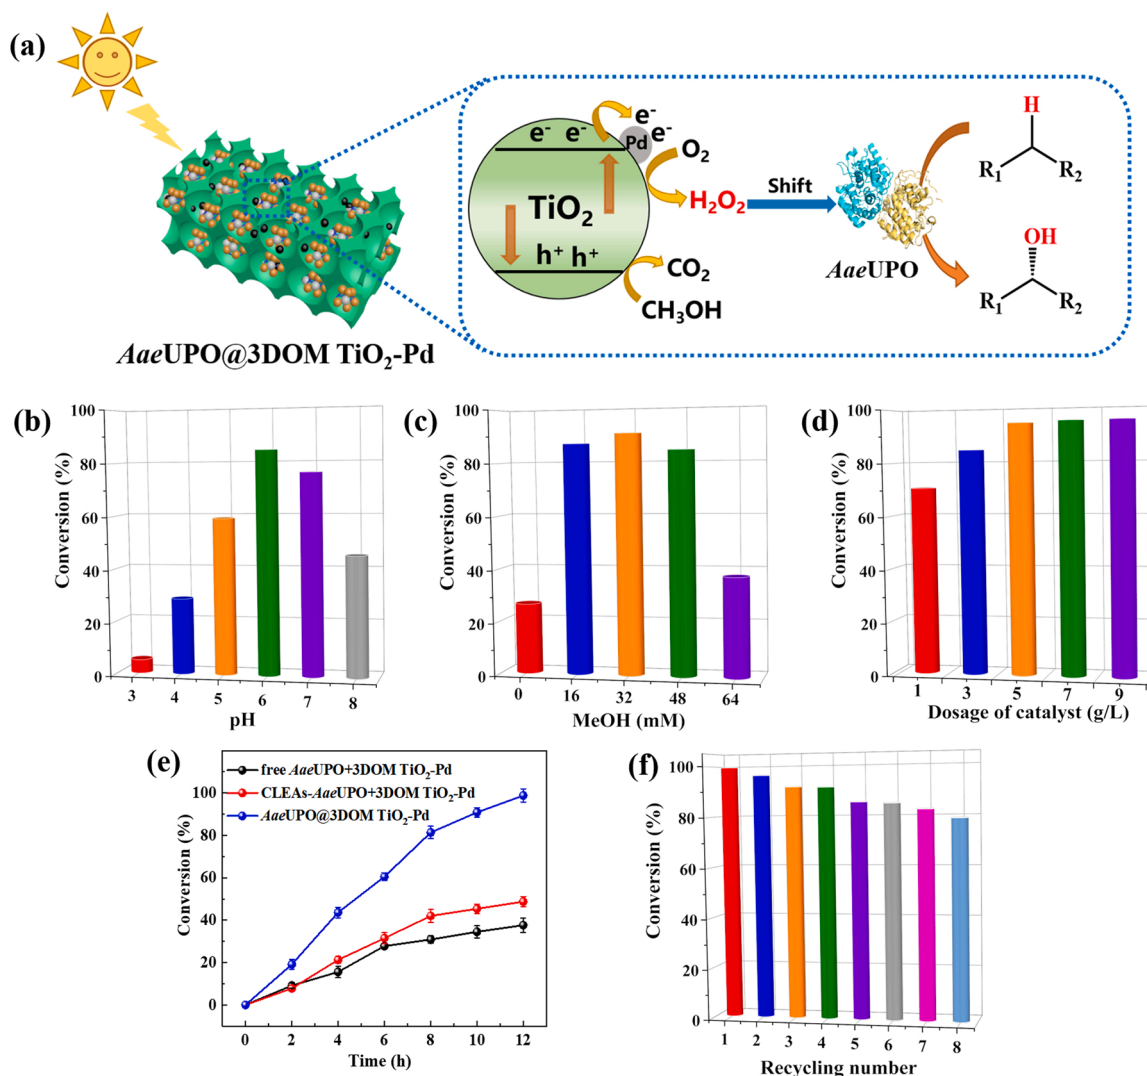 (a)
e⁻ e⁻ e⁻ e⁻
Pd
O₂
TiO₂
H₂O₂
Shift
h⁺ h⁺
CO₂
CH₃OH
AaeUPO
H
R₁ R₂
OH
R₁ R₂
AaeUPO@3DOM TiO₂-Pd
(b)
Conversion (%)
100
80
60
40
20
0
3 4 5 6 7 8
pH
(c)
Conversion (%)
100
80
60
40
20
0
0 16 32 48 64
MeOH (mM)
(d)
Conversion (%)
100
80
60
40
20
0
1 3 5 7 9
Dosage of catalyst (g/L)
(e)
free AaeUPO+3DOM TiO₂-Pd
CLEAs-AaeUPO+3DOM TiO₂-Pd
AaeUPO@3DOM TiO₂-Pd
Conversion (%)
100
80
60
40
20
0
0 2 4 6 8 10 12
Time (h)
(f)
Conversion (%)
100
80
60
40
20
0
1 2 3 4 5 6 7 8
Recycling number